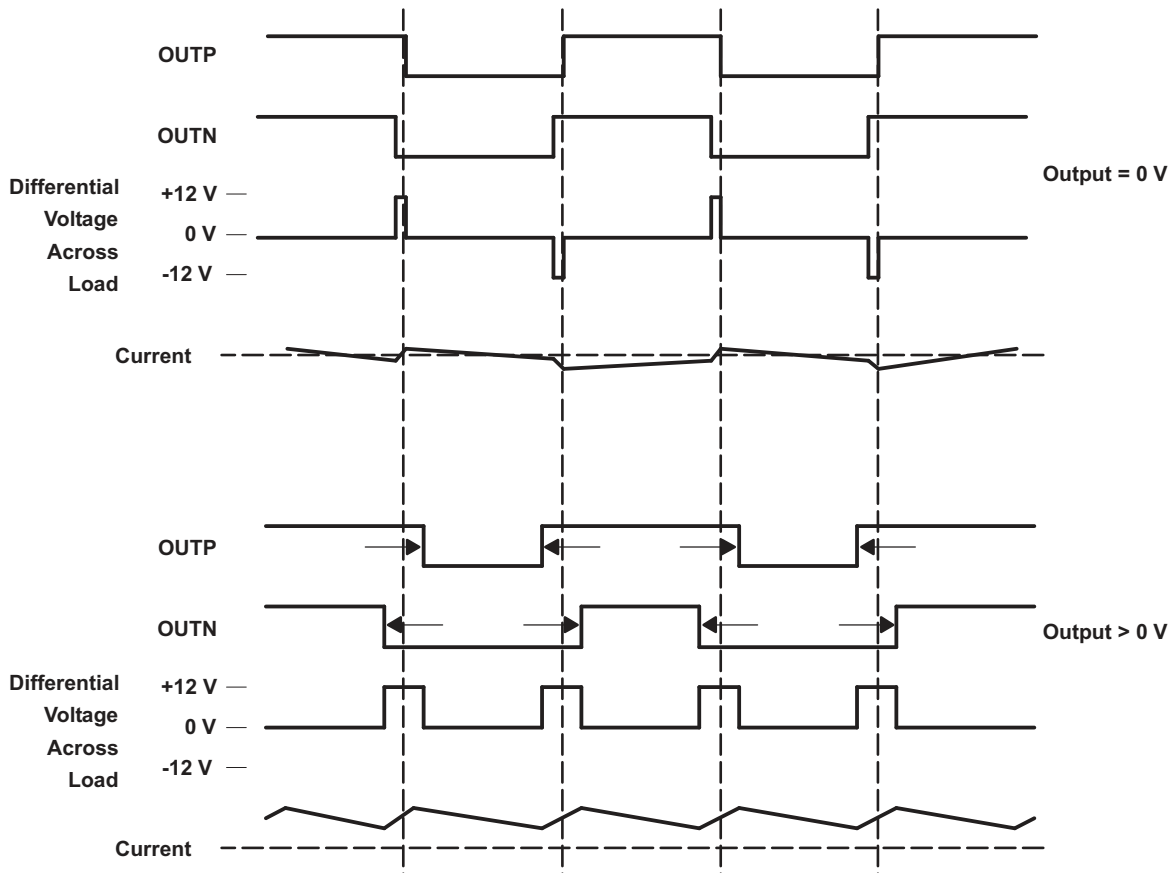 OUTP
OUTN
Output = 0 V
Differential
Voltage
Across
Load
+12 V
0 V
-12 V
Current
OUTP
OUTN
Output > 0 V
Differential
Voltage
Across
Load
+12 V
0 V
-12 V
Current